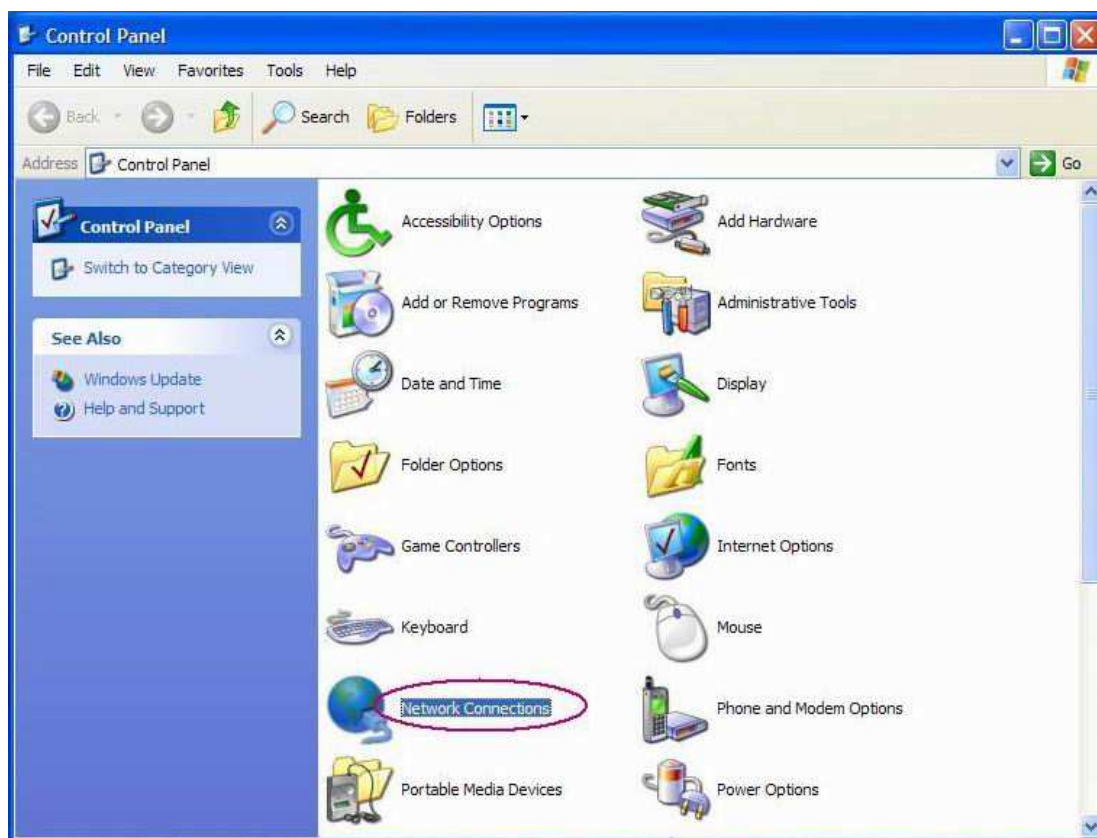 Control Panel
File Edit View Favorites Tools Help
Back Search Folders
Address Control Panel Go
Control Panel
Switch to Category View
See Also
Windows Update
Help and Support
Accessibility Options Add Hardware
Add or Remove Programs Administrative Tools
Date and Time Display
Folder Options Fonts
Game Controllers Internet Options
Keyboard Mouse
Network Connections Phone and Modem Options
Portable Media Devices Power Options